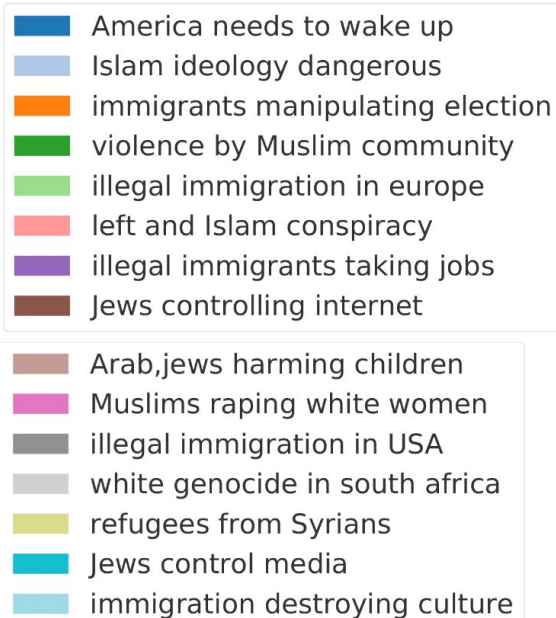 America needs to wake up
Islam ideology dangerous
immigrants manipulating election
violence by Muslim community
illegal immigration in europe
left and Islam conspiracy
illegal immigrants taking jobs
Jews controlling internet
Arab,jews harming children
Muslims raping white women
illegal immigration in USA
white genocide in south africa
refugees from Syrians
Jews control media
immigration destroying culture